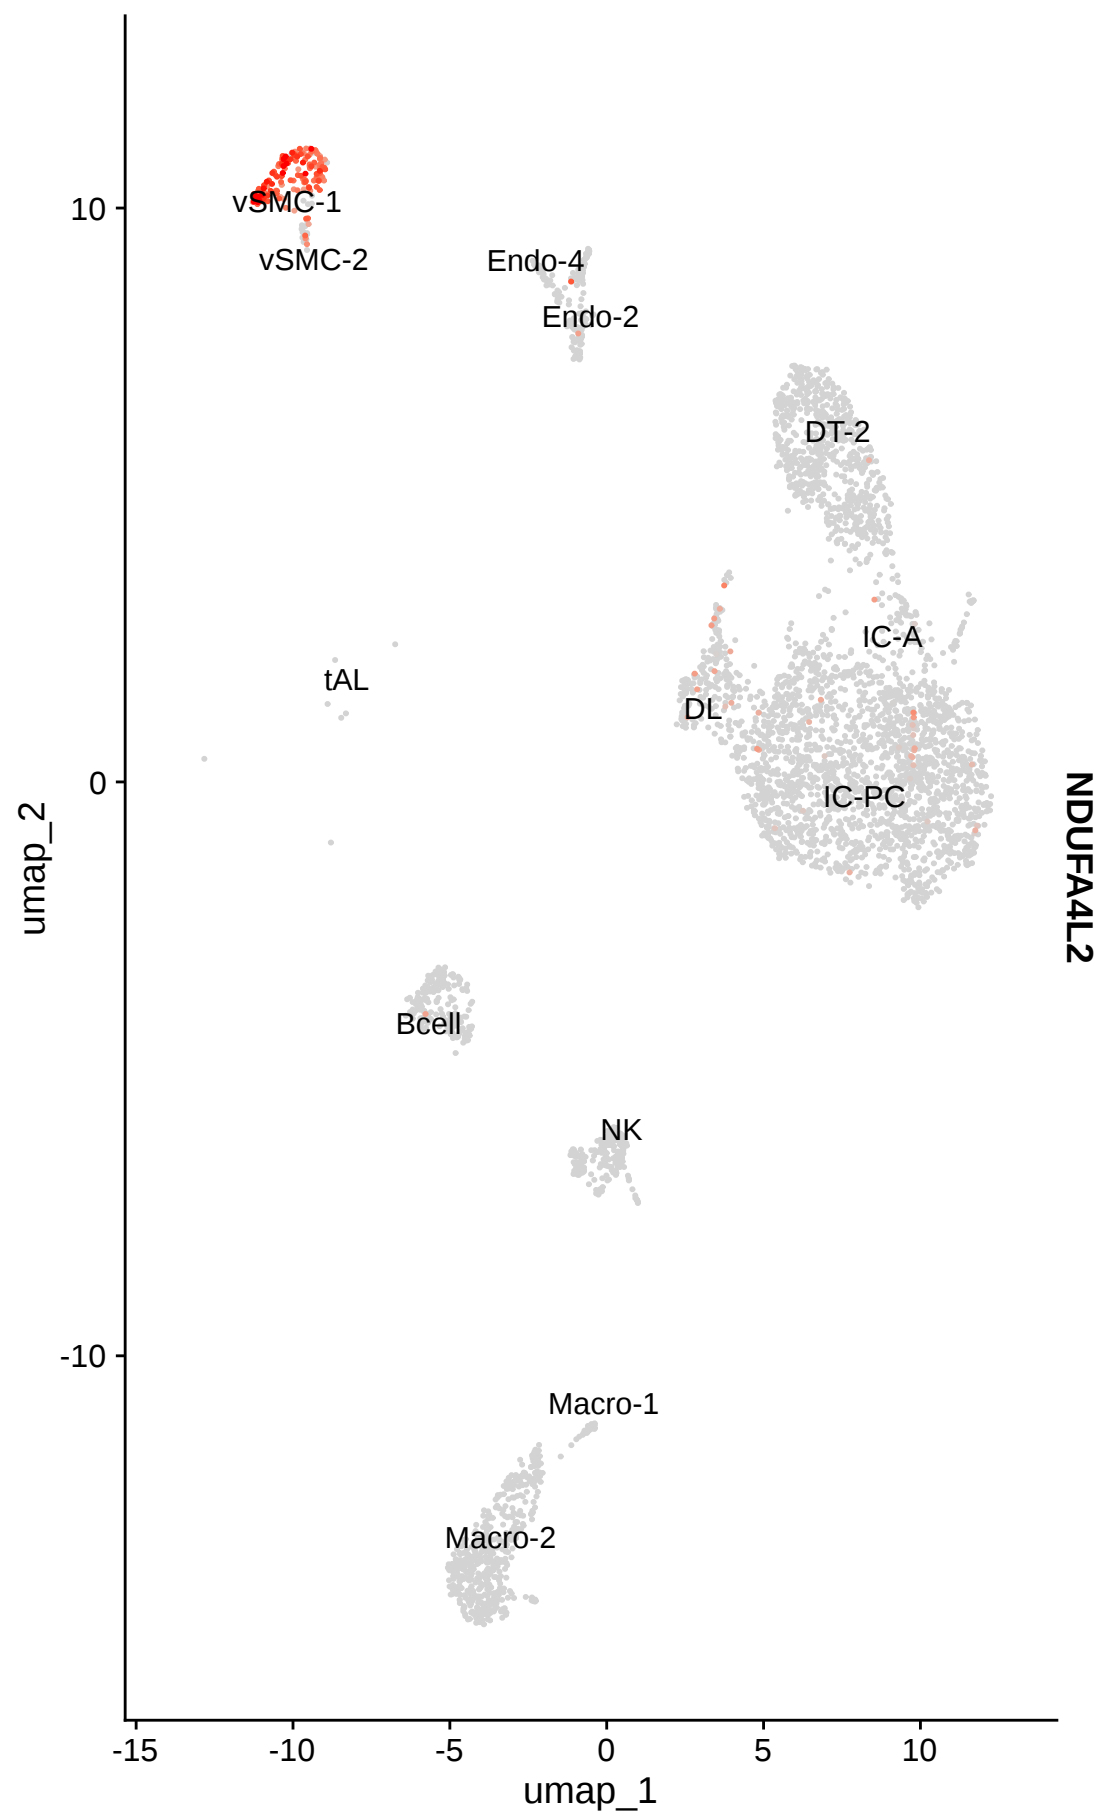 10
vSMC-1
vSMC-2
Endo-4
Endo-2
DT-2
IC-A
tAL
DL
0
IC-PC
umap_2
NDUFA4L2
Bcell
NK
-10
Macro-1
Macro-2
-15 -10 -5 0 5 10
umap_1